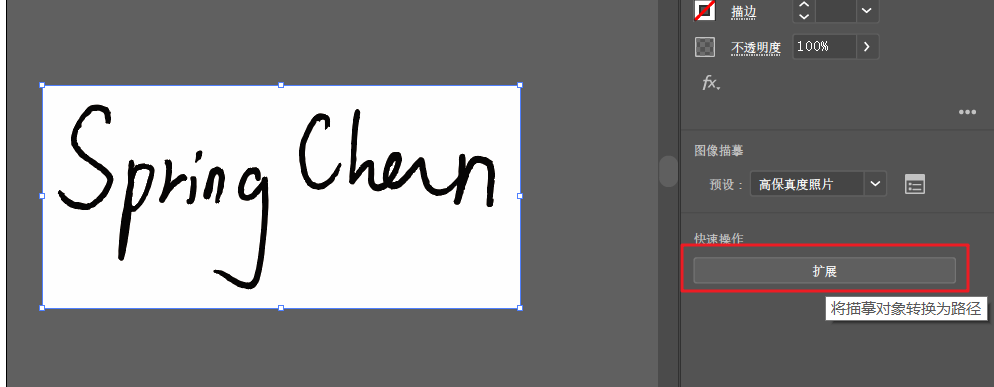 描边
不透明度 100%
fx
图像描摹
预设： 高保真度照片
快速操作
扩展
将描摹对象转换为路径
Spring Chen